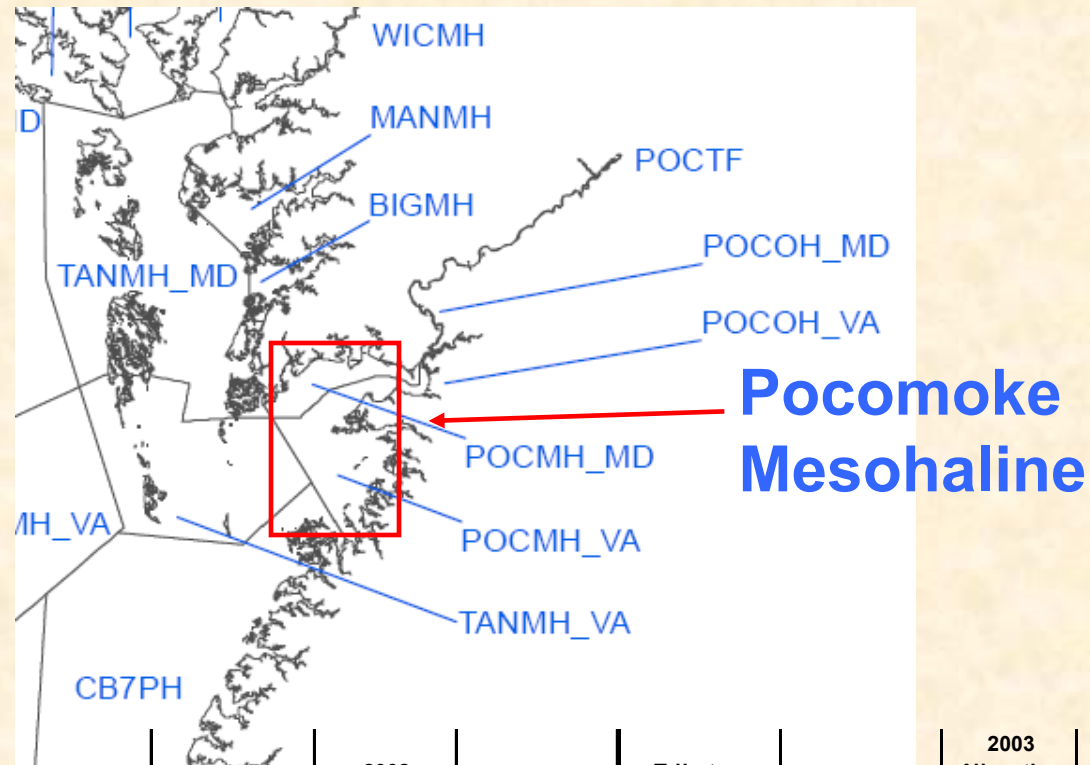 WICMH
MANMH
POCTF
BIGMH
POCOH_MD
TANMH_MD
POCOH_VA
Pocomoke
Mesohaline
POCMH_MD
POCMH_VA
TANMH_VA
CB7PH
2003